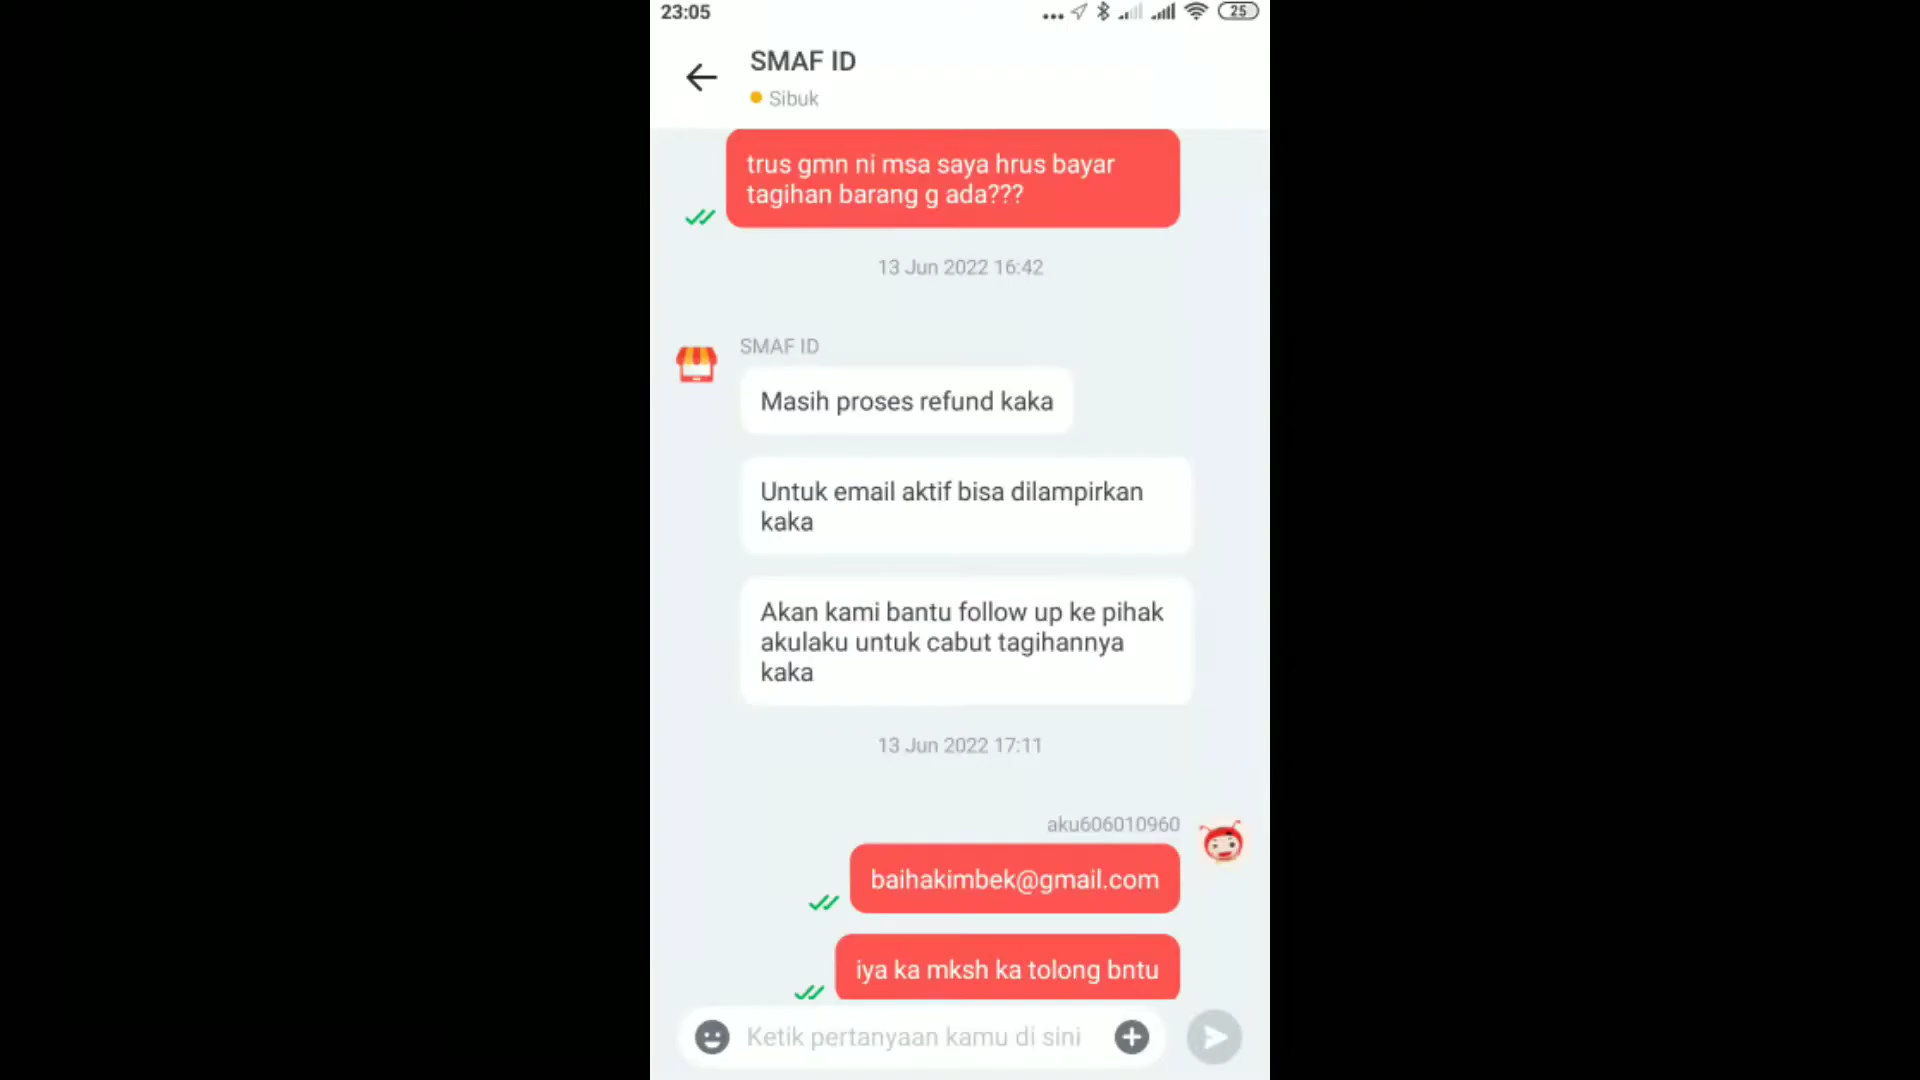 23:05
25
SMAF ID
Sibuk
trus gmn ni msa saya hrus bayar
tagihan barang g ada???
13 Jun 2022 16:42
SMAF ID
Masih proses refund kaka
Untuk email aktif bisa dilampirkan
kaka
Akan kami bantu follow up ke pihak
akulaku untuk cabut tagihannya
kaka
13 Jun 2022 17:11
aku606010960
baihakimbek@gmail.com
iya ka mksh ka tolong bntu
Ketik pertanyaan kamu di sini